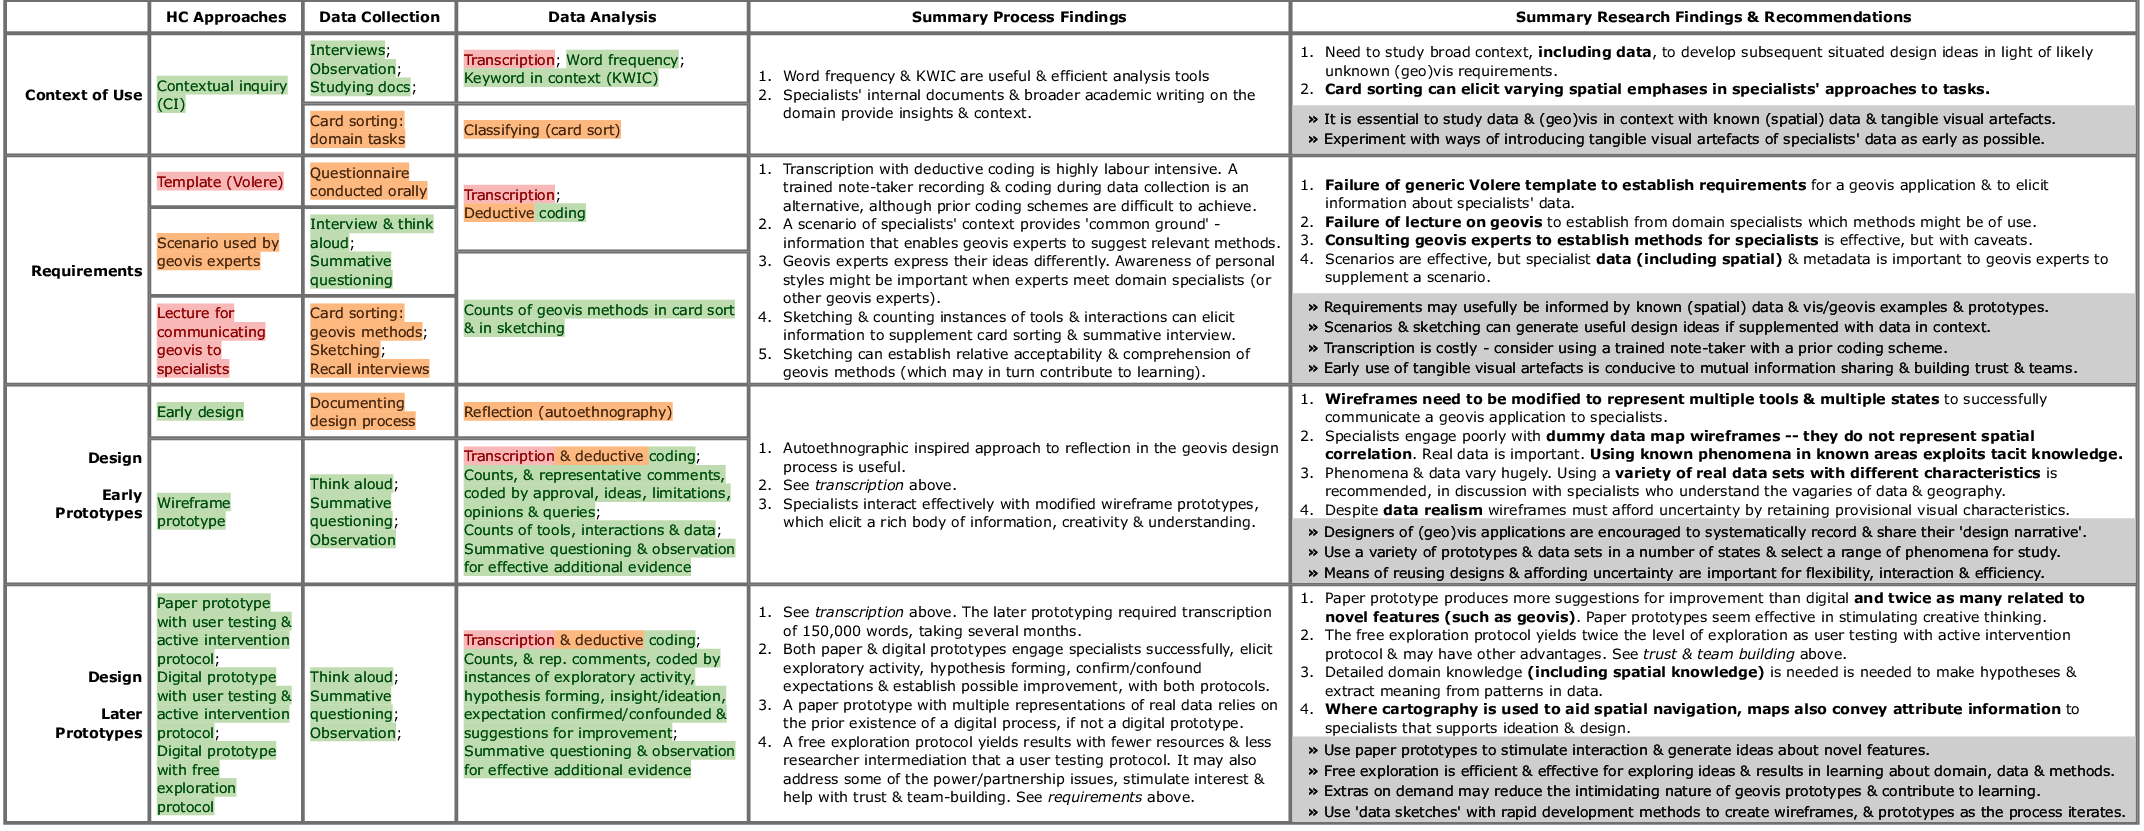 HC Approaches
Data Collection
Data Analysis
Summary Process Findings
Summary Research Findings & Recommendations
Context of Use
Contextual inquiry
(CI)
Interviews;
Observation;
Studying docs;
Card sorting:
domain tasks
Transcription; Word frequency;
Keyword in context (KWIC)
Classifying (card sort)
1. Word frequency & KWIC are useful & efficient analysis tools
2. Specialists' internal documents & broader academic writing on the
domain provide insights & context.
1. Need to study broad context, including data, to develop subsequent situated design ideas in light of likely
unknown (geo)vis requirements.
2. Card sorting can elicit varying spatial emphases in specialists' approaches to tasks.
» It is essential to study data & (geo)vis in context with known (spatial) data & tangible visual artefacts.
» Experiment with ways of introducing tangible visual artefacts of specialists' data as early as possible.
Requirements
Template (Volere)
Scenario used by
geovis experts
Lecture for
communicating
geovis to
specialists
Questionnaire
conducted orally
Interview & think
aloud;
Summative
questioning
Card sorting:
geovis methods;
Sketching;
Recall interviews
Transcription;
Deductive coding
Counts of geovis methods in card sort
& in sketching
1. Transcription with deductive coding is highly labour intensive. A
trained note-taker recording & coding during data collection is an
alternative, although prior coding schemes are difficult to achieve.
2. A scenario of specialists' context provides 'common ground' -
information that enables geovis experts to suggest relevant methods.
3. Geovis experts express their ideas differently. Awareness of personal
styles might be important when experts meet domain specialists (or
other geovis experts).
4. Sketching & counting instances of tools & interactions can elicit
information to supplement card sorting & summative interview.
5. Sketching can establish relative acceptability & comprehension of
geovis methods (which may in turn contribute to learning).
1. Failure of generic Volere template to establish requirements for a geovis application & to elicit
information about specialists' data.
2. Failure of lecture on geovis to establish from domain specialists which methods might be of use.
3. Consulting geovis experts to establish methods for specialists is effective, but with caveats.
4. Scenarios are effective, but specialist data (including spatial) & metadata is important to geovis experts to
supplement a scenario.
» Requirements may usefully be informed by known (spatial) data & vis/geovis examples & prototypes.
» Scenarios & sketching can generate useful design ideas if supplemented with data in context.
» Transcription is costly - consider using a trained note-taker with a prior coding scheme.
» Early use of tangible visual artefacts is conducive to mutual information sharing & building trust & teams.
Design
Early
Prototypes
Early design
Wireframe
prototype
Documenting
design process
Think aloud;
Summative
questioning;
Observation
Reflection (autoethnography)
Transcription & deductive coding;
Counts, & representative comments,
coded by approval, ideas, limitations,
opinions & queries;
Counts of tools, interactions & data;
Summative questioning & observation
for effective additional evidence
1. Autoethnographic inspired approach to reflection in the geovis design
process is useful.
2. See transcription above.
3. Specialists interact effectively with modified wireframe prototypes,
which elicit a rich body of information, creativity & understanding.
1. Wireframes need to be modified to represent multiple tools & multiple states to successfully
communicate a geovis application to specialists.
2. Specialists engage poorly with dummy data map wireframes -- they do not represent spatial
correlation. Real data is important. Using known phenomena in known areas exploits tacit knowledge.
3. Phenomena & data vary hugely. Using a variety of real data sets with different characteristics is
recommended, in discussion with specialists who understand the vagaries of data & geography.
4. Despite data realism wireframes must afford uncertainty by retaining provisional visual characteristics.
» Designers of (geo)vis applications are encouraged to systematically record & share their 'design narrative'.
» Use a variety of prototypes & data sets in a number of states & select a range of phenomena for study.
» Means of reusing designs & affording uncertainty are important for flexibility, interaction & efficiency.
Design
Later
Prototypes
Paper prototype
with user testing &
active intervention
protocol;
Digital prototype
with user testing &
active intervention
protocol;
Digital prototype
with free
exploration
protocol
Think aloud;
Summative
questioning;
Observation;
Transcription & deductive coding;
Counts, & rep. comments, coded by
instances of exploratory activity,
hypothesis forming, insight/ideation,
expectation confirmed/confounded &
suggestions for improvement;
Summative questioning & observation
for effective additional evidence
1. See transcription above. The later prototyping required transcription
of 150,000 words, taking several months.
2. Both paper & digital prototypes engage specialists successfully, elicit
exploratory activity, hypothesis forming, confirm/confound
expectations & establish possible improvement, with both protocols.
3. A paper prototype with multiple representations of real data relies on
the prior existence of a digital process, if not a digital prototype.
4. A free exploration protocol yields results with fewer resources & less
researcher intermediation that a user testing protocol. It may also
address some of the power/partnership issues, stimulate interest &
help with trust & team-building. See requirements above.
1. Paper prototype produces more suggestions for improvement than digital and twice as many related to
novel features (such as geovis). Paper prototypes seem effective in stimulating creative thinking.
2. The free exploration protocol yields twice the level of exploration as user testing with active intervention
protocol & may have other advantages. See trust & team building above.
3. Detailed domain knowledge (including spatial knowledge) is needed is needed to make hypotheses &
extract meaning from patterns in data.
4. Where cartography is used to aid spatial navigation, maps also convey attribute information to
specialists that supports ideation & design.
» Use paper prototypes to stimulate interaction & generate ideas about novel features.
» Free exploration is efficient & effective for exploring ideas & results in learning about domain, data & methods.
» Extras on demand may reduce the intimidating nature of geovis prototypes & contribute to learning.
» Use 'data sketches' with rapid development methods to create wireframes, & prototypes as the process iterates.